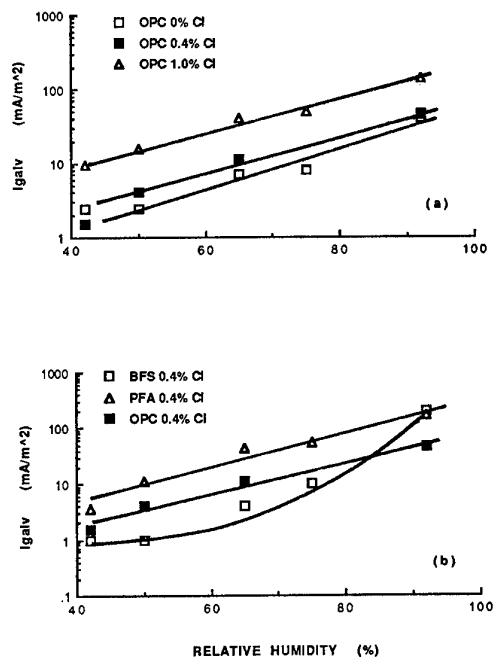 1000
OPC 0% Cl
OPC 0.4% Cl
OPC 1.0% Cl
100
10
1
Igalv (mA/m^2)
(a)
40
60
80
100
1000
BFS 0.4% Cl
PFA 0.4% Cl
OPC 0.4% Cl
100
10
1
.1
Igalv (mA/m^2)
(b)
40
60
80
100
RELATIVE HUMIDITY (%)